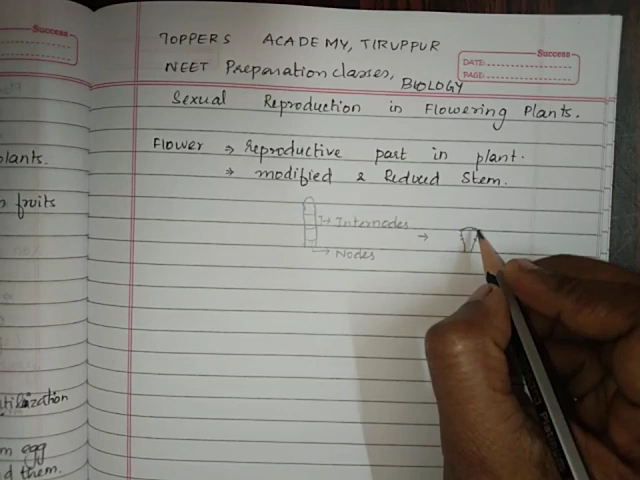 Success
TOPPERS ACADEMY, TIRUPPUR
Success
DATE:
PAGE:
NEET Preparation classes, BIOLOGY
Sexual Reproduction in Flowering Plants.
plants.
Flower → Reproductive part in plant.
→ modified & Reduced Stem.
fruits
→ Internodes
→
→ Nodes
egg
d them.